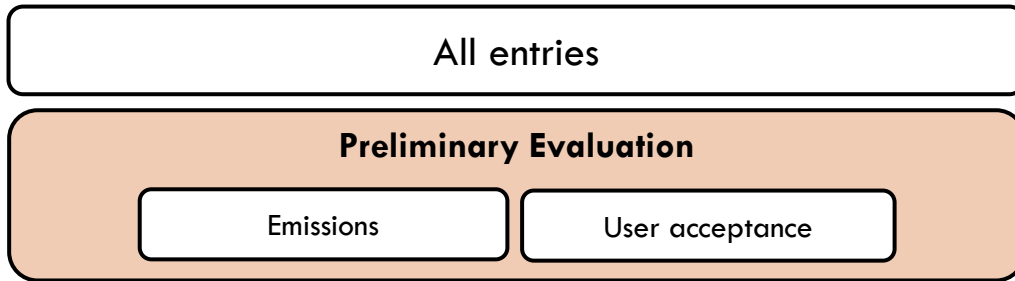 All entries
Preliminary Evaluation
Emissions
User acceptance